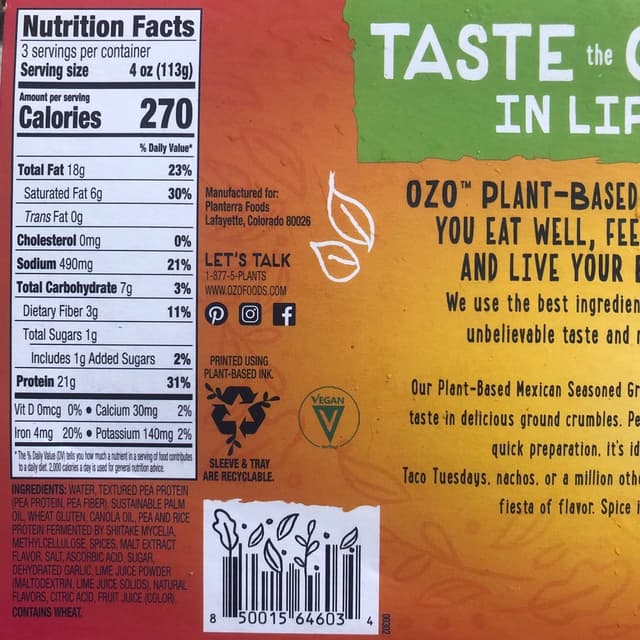 Nutrition Facts
3 servings per container
Serving size 4 oz (113g)
Amount per serving
Calories 270
% Daily Value*
Total Fat 18g 23%
Saturated Fat 6g 30%
Trans Fat 0g
Cholesterol 0mg 0%
Sodium 490mg 21%
Total Carbohydrate 7g 3%
Dietary Fiber 3g 11%
Total Sugars 1g
Includes 1g Added Sugars 2%
Protein 21g 31%
Vit D 0mcg 0% • Calcium 30mg 2%
Iron 4mg 20% • Potassium 140mg 2%
*The % Daily Value (DV) tells you how much a nutrient in a serving of food contributes
to a daily diet. 2,000 calories a day is used for general nutrition advice.
INGREDIENTS: WATER, TEXTURED PEA PROTEIN
(PEA PROTEIN, PEA FIBER), SUSTAINABLE PALM
OIL, WHEAT GLUTEN, CANOLA OIL, PEA AND RICE
PROTEIN FERMENTED BY SHIITAKE MYCELIA,
METHYLCELLULOSE, SPICES, MALT EXTRACT
FLAVOR, SALT, ASCORBIC ACID, SUGAR,
DEHYDRATED GARLIC, LIME JUICE POWDER
(MALTODEXTRIN, LIME JUICE SOLIDS), NATURAL
FLAVORS, CITRIC ACID, FRUIT JUICE (COLOR).
CONTAINS WHEAT.
Manufactured for:
Planterra Foods
Lafayette, Colorado 80026
LET'S TALK
1-877-5-PLANTS
WWW.OZOFOODS.COM
PRINTED USING
PLANT-BASED INK.
VEGAN
V
SLEEVE & TRAY
ARE RECYCLABLE.
8 50015 64603 4
TASTE the
IN LI
OZO™ PLANT-BASED
YOU EAT WELL, FEE
AND LIVE YOUR
We use the best ingredien
unbelievable taste and
Our Plant-Based Mexican Seasoned Gr
taste in delicious ground crumbles. Pe
quick preparation, it's id
Taco Tuesdays, nachos, or a million oth
fiesta of flavor. Spice i